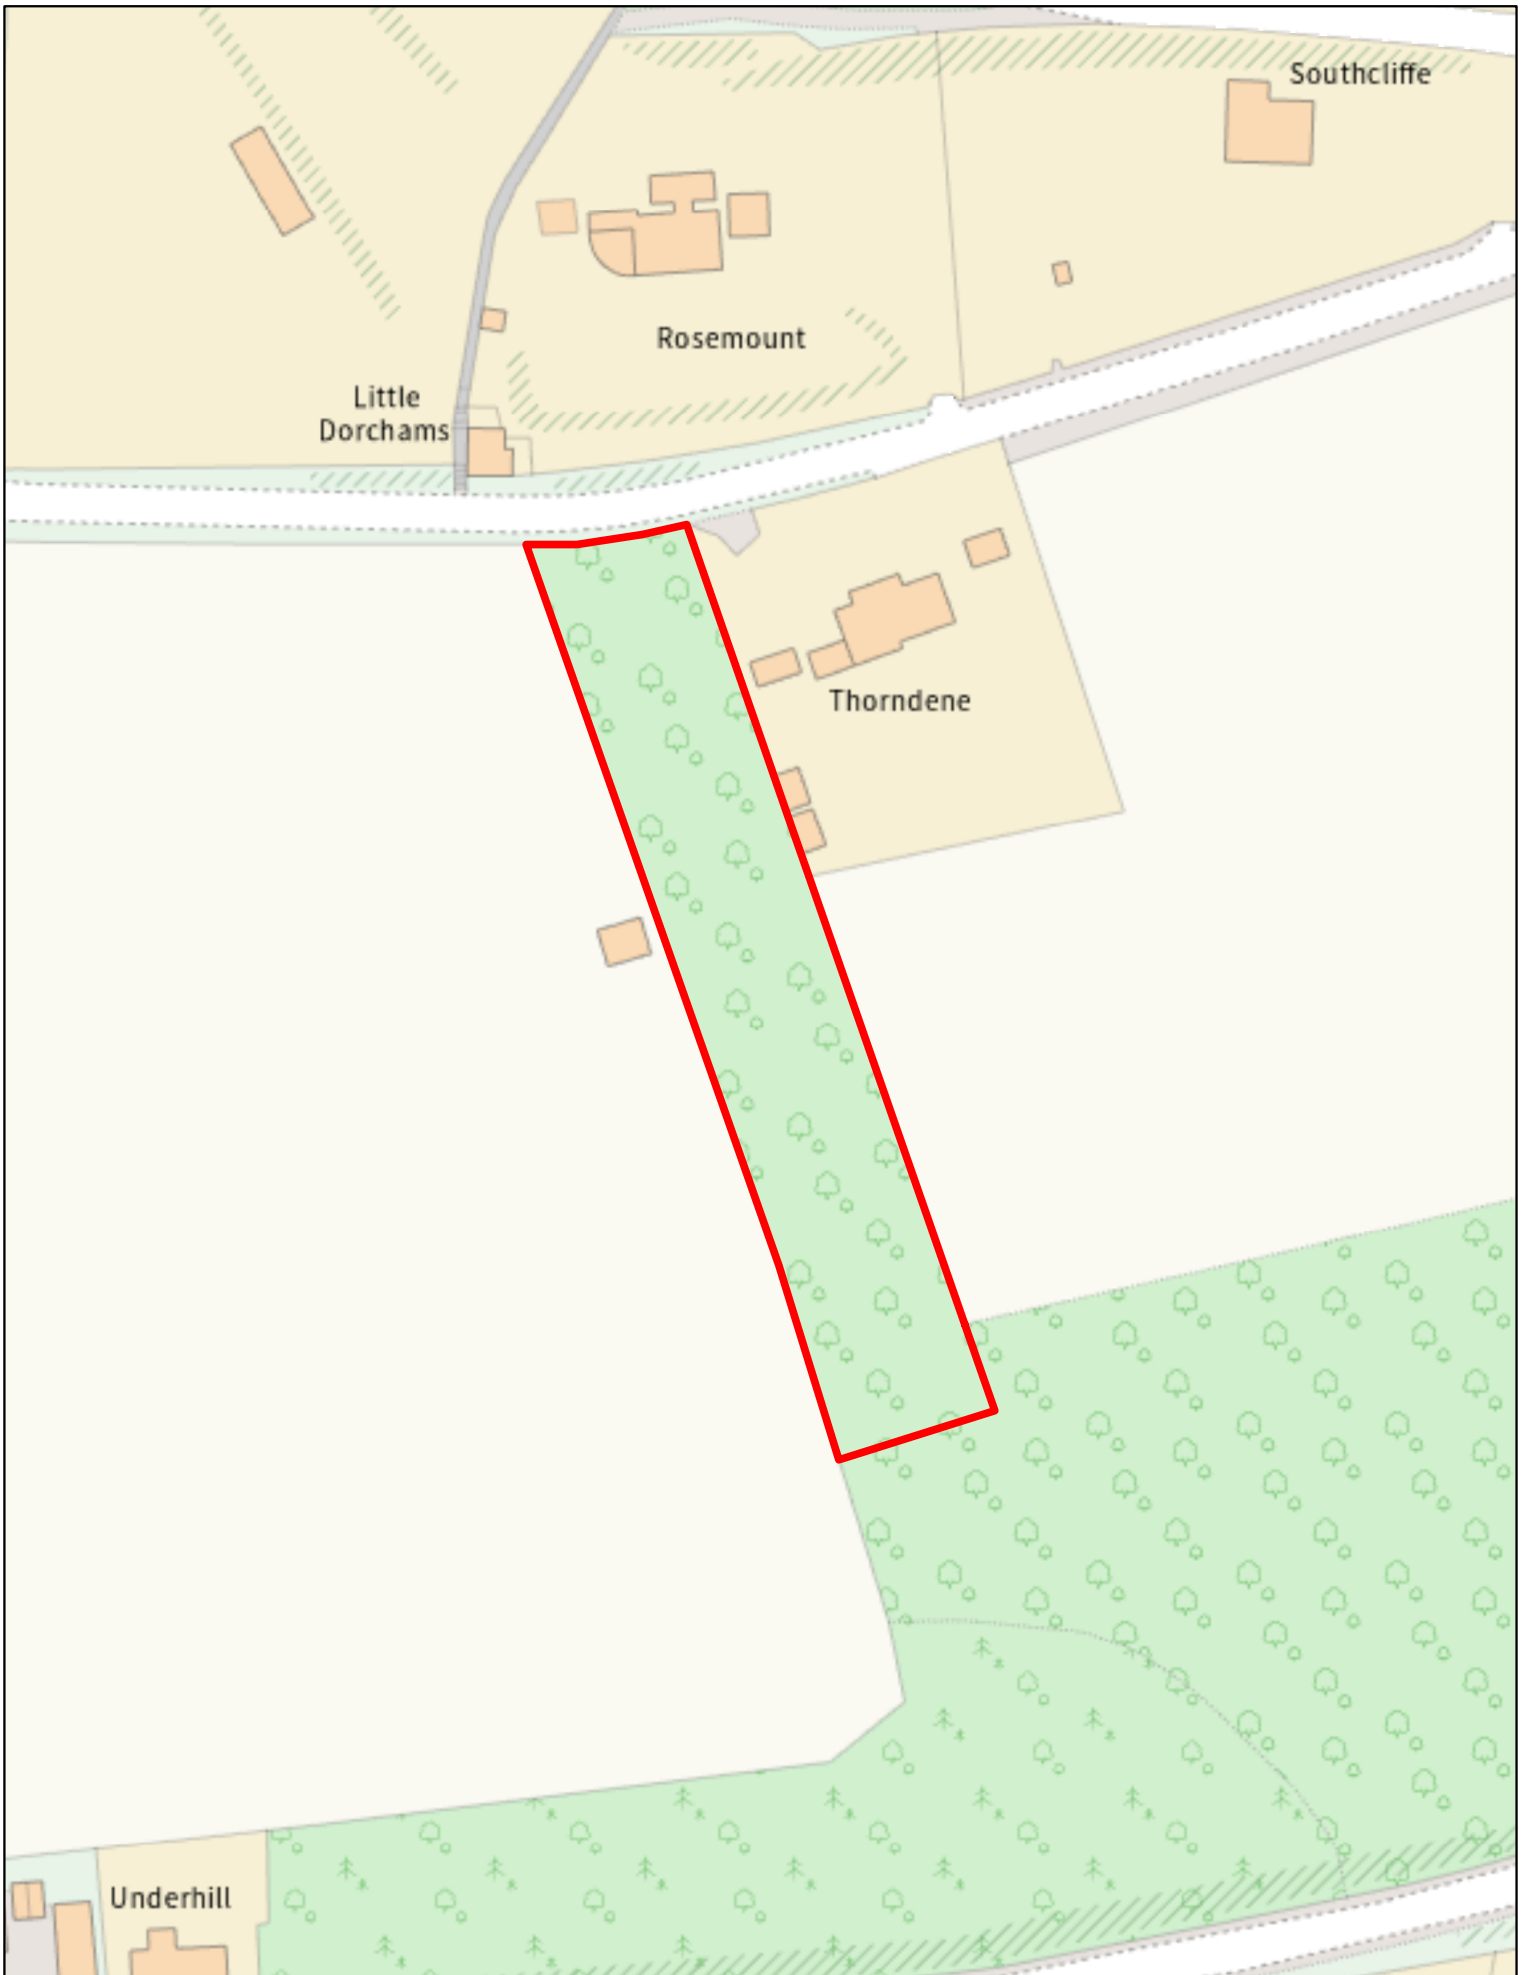 Southcliffe
Rosemount
Little
Dorchams
Thorndene
Underhill